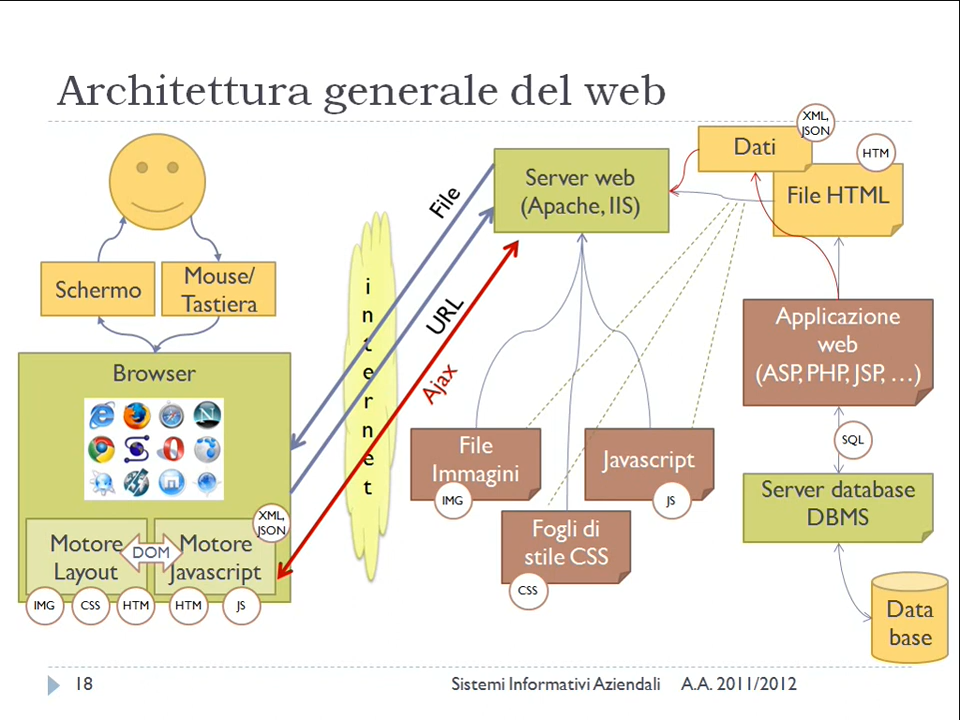 Architettura generale del web
Schermo
Mouse/
Tastiera
Browser
Motore
Layout
DOM
Motore
Javascript
XML,
JSON
IMG
CSS
HTM
HTM
JS
internet
File
URL
Ajax
Server web
(Apache, IIS)
Dati
XML,
JSON
HTM
File HTML
Applicazione
web
(ASP, PHP, JSP, …)
SQL
Server database
DBMS
Data
base
File
Immagini
IMG
Javascript
JS
Fogli di
stile CSS
CSS
18
Sistemi Informativi Aziendali A.A. 2011/2012